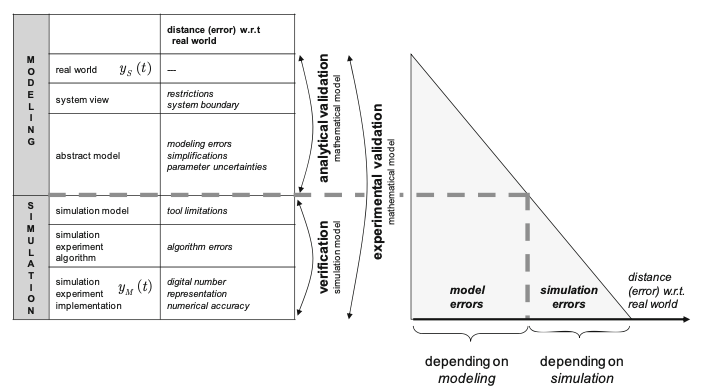 MODELING
distance (error) w.r.t
real world
real world y_S (t) —
system view
restrictions
system boundary
abstract model
modeling errors
simplifications
parameter uncertainties
SIMULATION
simulation model
tool limitations
simulation
experiment
algorithm
algorithm errors
simulation
experiment y_M (t)
implementation
digital number
representation
numerical accuracy
analytical validation
mathematical model
verification
simulation model
experimental validation
mathematical model
model
errors
simulation
errors
distance
(error) w.r.t.
real world
depending on
modeling
depending on
simulation